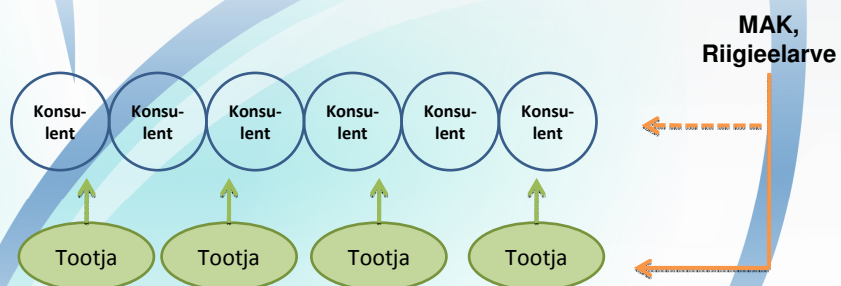 MAK,
Riigieelarve
Konsu-
lent
Konsu-
lent
Konsu-
lent
Konsu-
lent
Konsu-
lent
Konsu-
lent
Tootja
Tootja
Tootja
Tootja